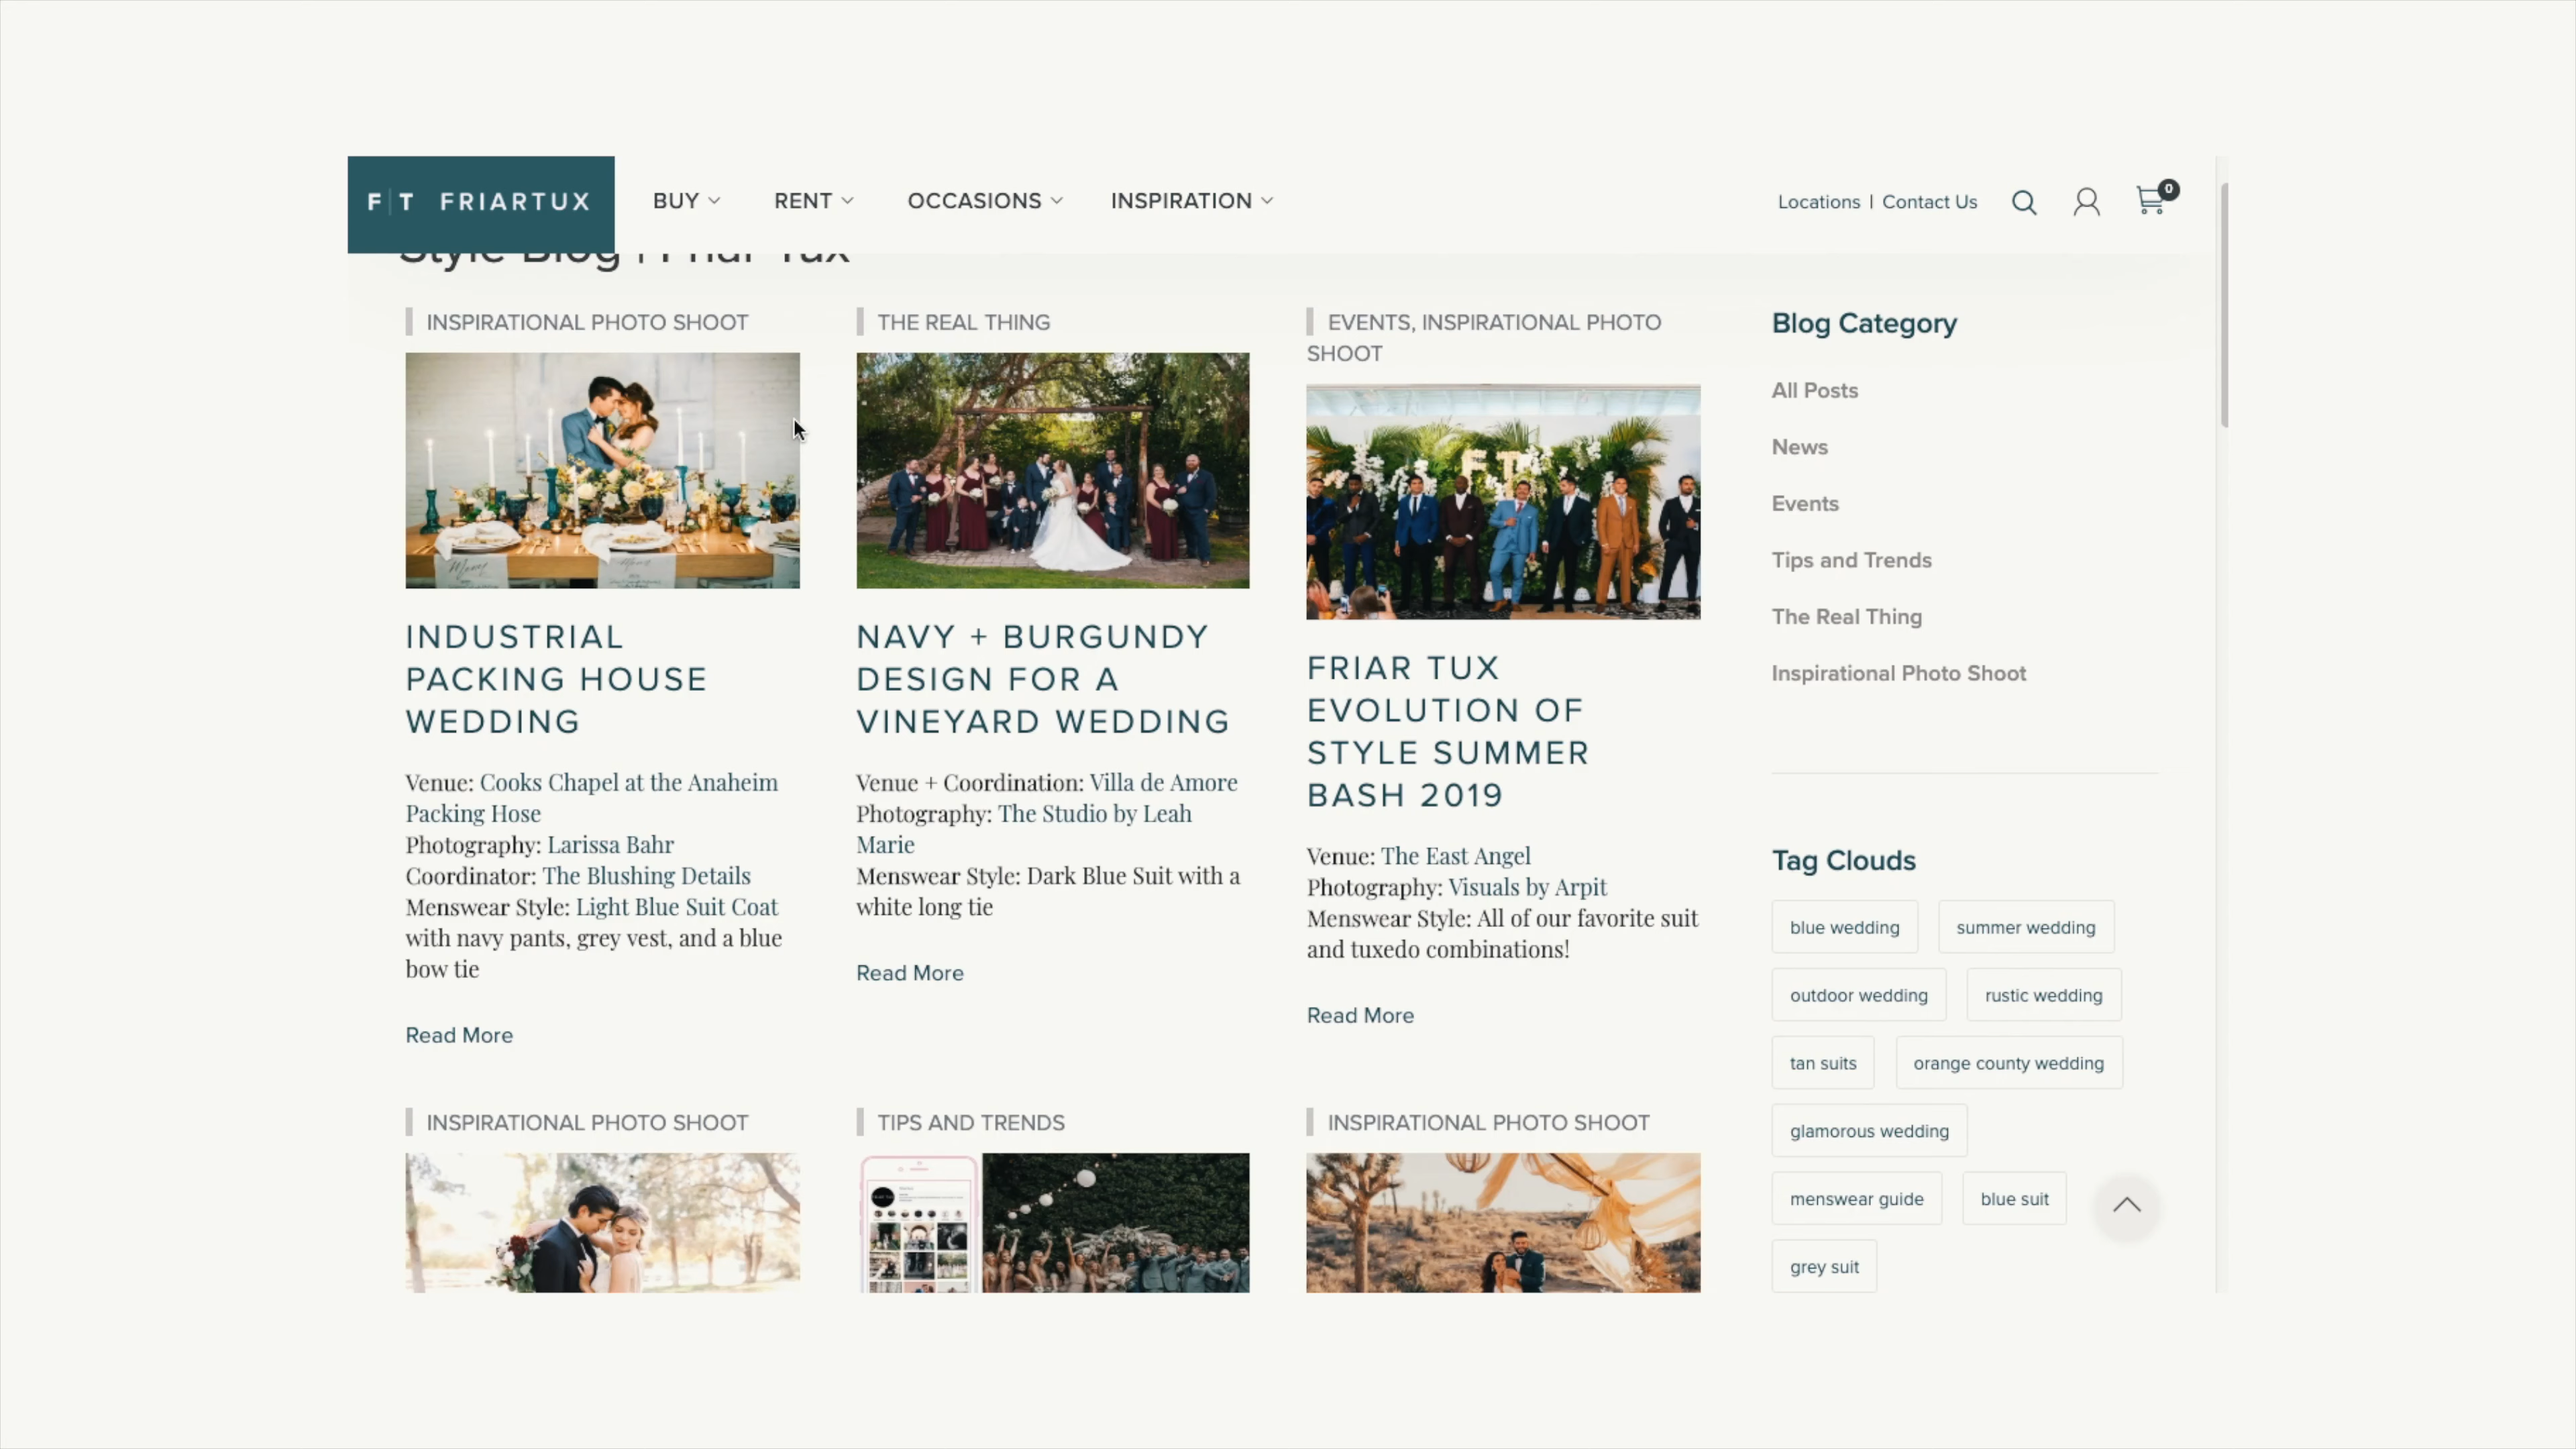 F|T FRIARTUX
BUY
RENT
OCCASIONS
INSPIRATION
Locations | Contact Us
0
Style Blog | Friar Tux
INSPIRATIONAL PHOTO SHOOT
INDUSTRIAL
PACKING HOUSE
WEDDING
Venue: Cooks Chapel at the Anaheim
Packing Hose
Photography: Larissa Bahr
Coordinator: The Blushing Details
Menswear Style: Light Blue Suit Coat
with navy pants, grey vest, and a blue
bow tie
Read More
THE REAL THING
NAVY + BURGUNDY
DESIGN FOR A
VINEYARD WEDDING
Venue + Coordination: Villa de Amore
Photography: The Studio by Leah
Marie
Menswear Style: Dark Blue Suit with a
white long tie
Read More
EVENTS, INSPIRATIONAL PHOTO
SHOOT
FT
FRIAR TUX
EVOLUTION OF
STYLE SUMMER
BASH 2019
Venue: The East Angel
Photography: Visuals by Arpit
Menswear Style: All of our favorite suit
and tuxedo combinations!
Read More
INSPIRATIONAL PHOTO SHOOT
TIPS AND TRENDS
INSPIRATIONAL PHOTO SHOOT
Blog Category
All Posts
News
Events
Tips and Trends
The Real Thing
Inspirational Photo Shoot
Tag Clouds
blue wedding
summer wedding
outdoor wedding
rustic wedding
tan suits
orange county wedding
glamorous wedding
menswear guide
blue suit
grey suit